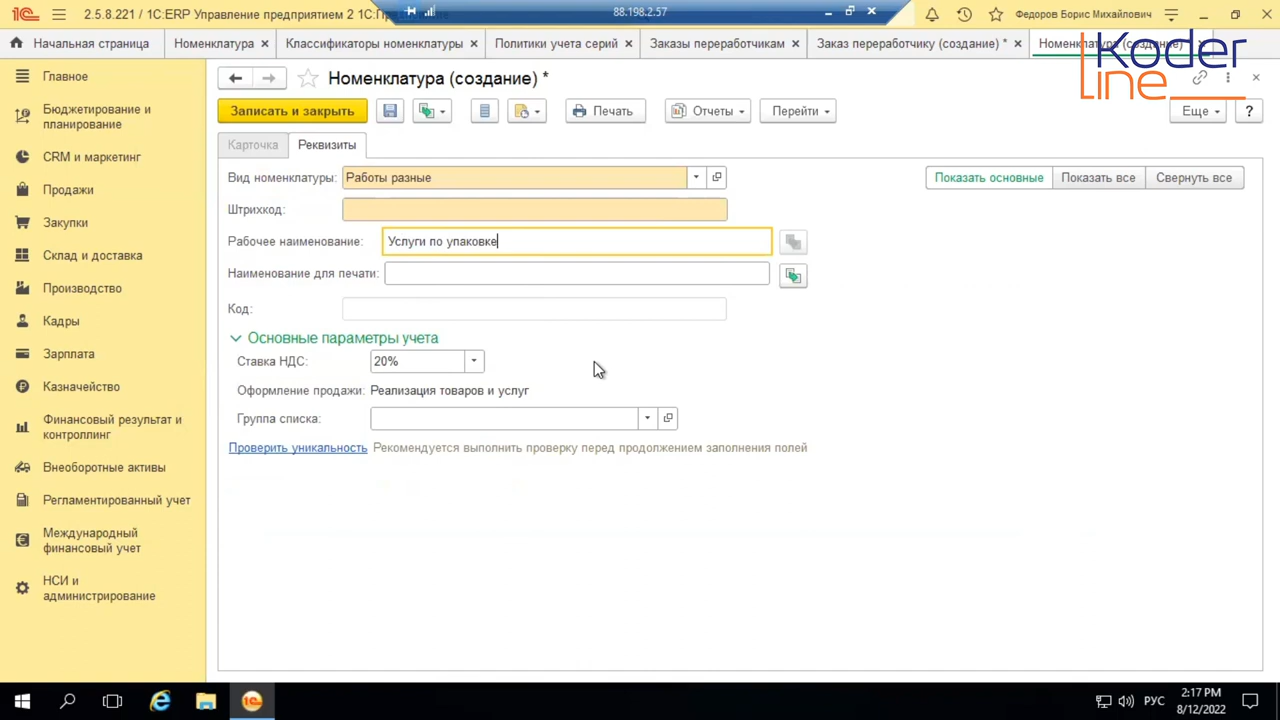 2.5.8.221 / 1С:ERP Управление предприятием 2 1С:Пр
88.198.2.57
Федоров Борис Михайлович
Начальная страница
Номенклатура ×
Классификаторы номенклатуры ×
Политики учета серий ×
Заказы переработчикам ×
Заказ переработчику (создание) * ×
Номенклатура (создание) *
Koder
line
Главное
Бюджетирование и
планирование
CRM и маркетинг
Продажи
Закупки
Склад и доставка
Производство
Кадры
Зарплата
Казначейство
Финансовый результат и
контроллинг
Внеоборотные активы
Регламентированный учет
Международный
финансовый учет
НСИ и
администрирование
Номенклатура (создание) *
Записать и закрыть
Печать
Отчеты
Перейти
Еще
?
Карточка
Реквизиты
Вид номенклатуры: Работы разные
Показать основные
Показать все
Свернуть все
Штрихкод:
Рабочее наименование: Услуги по упаковке
Наименование для печати:
Код:
Основные параметры учета
Ставка НДС: 20%
Оформление продажи: Реализация товаров и услуг
Группа списка:
Проверить уникальность Рекомендуется выполнить проверку перед продолжением заполнения полей
РУС
2:17 PM
8/12/2022